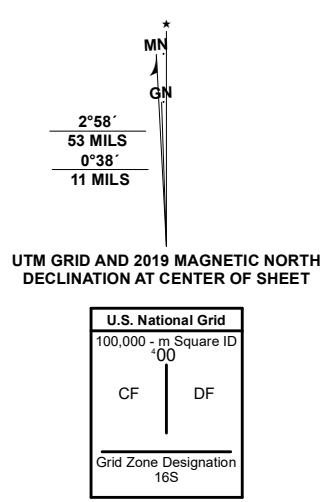 MN
GN
2°58´
53 MILS
0°38´
11 MILS
UTM GRID AND 2019 MAGNETIC NORTH
DECLINATION AT CENTER OF SHEET
U.S. National Grid
100,000 - m Square ID
⁴00
CF DF
Grid Zone Designation
16S